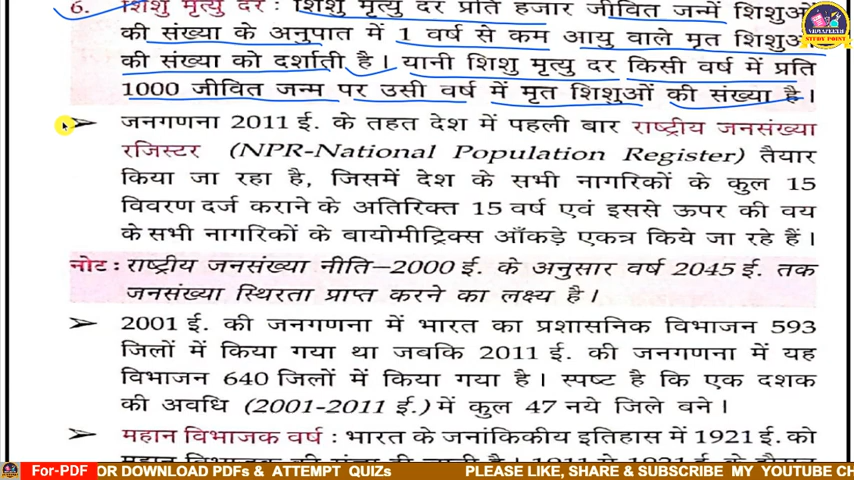 6. शिशु मृत्यु दर : शिशु मृत्यु दर प्रति हजार जीवित जन्में शिशुओं
की संख्या के अनुपात में 1 वर्ष से कम आयु वाले मृत शिशुओं
की संख्या को दर्शाती है। यानी शिशु मृत्यु दर किसी वर्ष में प्रति
1000 जीवित जन्म पर उसी वर्ष में मृत शिशुओं की संख्या है।
➢ जनगणना 2011 ई. के तहत देश में पहली बार राष्ट्रीय जनसंख्या
रजिस्टर (NPR-National Population Register) तैयार
किया जा रहा है, जिसमें देश के सभी नागरिकों के कुल 15
विवरण दर्ज कराने के अतिरिक्त 15 वर्ष एवं इससे ऊपर की वय
के सभी नागरिकों के वायोमीट्रिक्स आँकड़े एकत्र किये जा रहे हैं।
नोट : राष्ट्रीय जनसंख्या नीति–2000 ई. के अनुसार वर्ष 2045 ई. तक
जनसंख्या स्थिरता प्राप्त करने का लक्ष्य है।
➢ 2001 ई. की जनगणना में भारत का प्रशासनिक विभाजन 593
जिलों में किया गया था जबकि 2011 ई. की जनगणना में यह
विभाजन 640 जिलों में किया गया है। स्पष्ट है कि एक दशक
की अवधि (2001-2011 ई.) में कुल 47 नये जिले बने।
➢ महान विभाजक वर्ष : भारत के जनांकिकीय इतिहास में 1921 ई. को
VIDYAPEETH
STUDY POINT
For-PDF OR DOWNLOAD PDFs & ATTEMPT QUIZs PLEASE LIKE, SHARE & SUBSCRIBE MY YOUTUBE CH